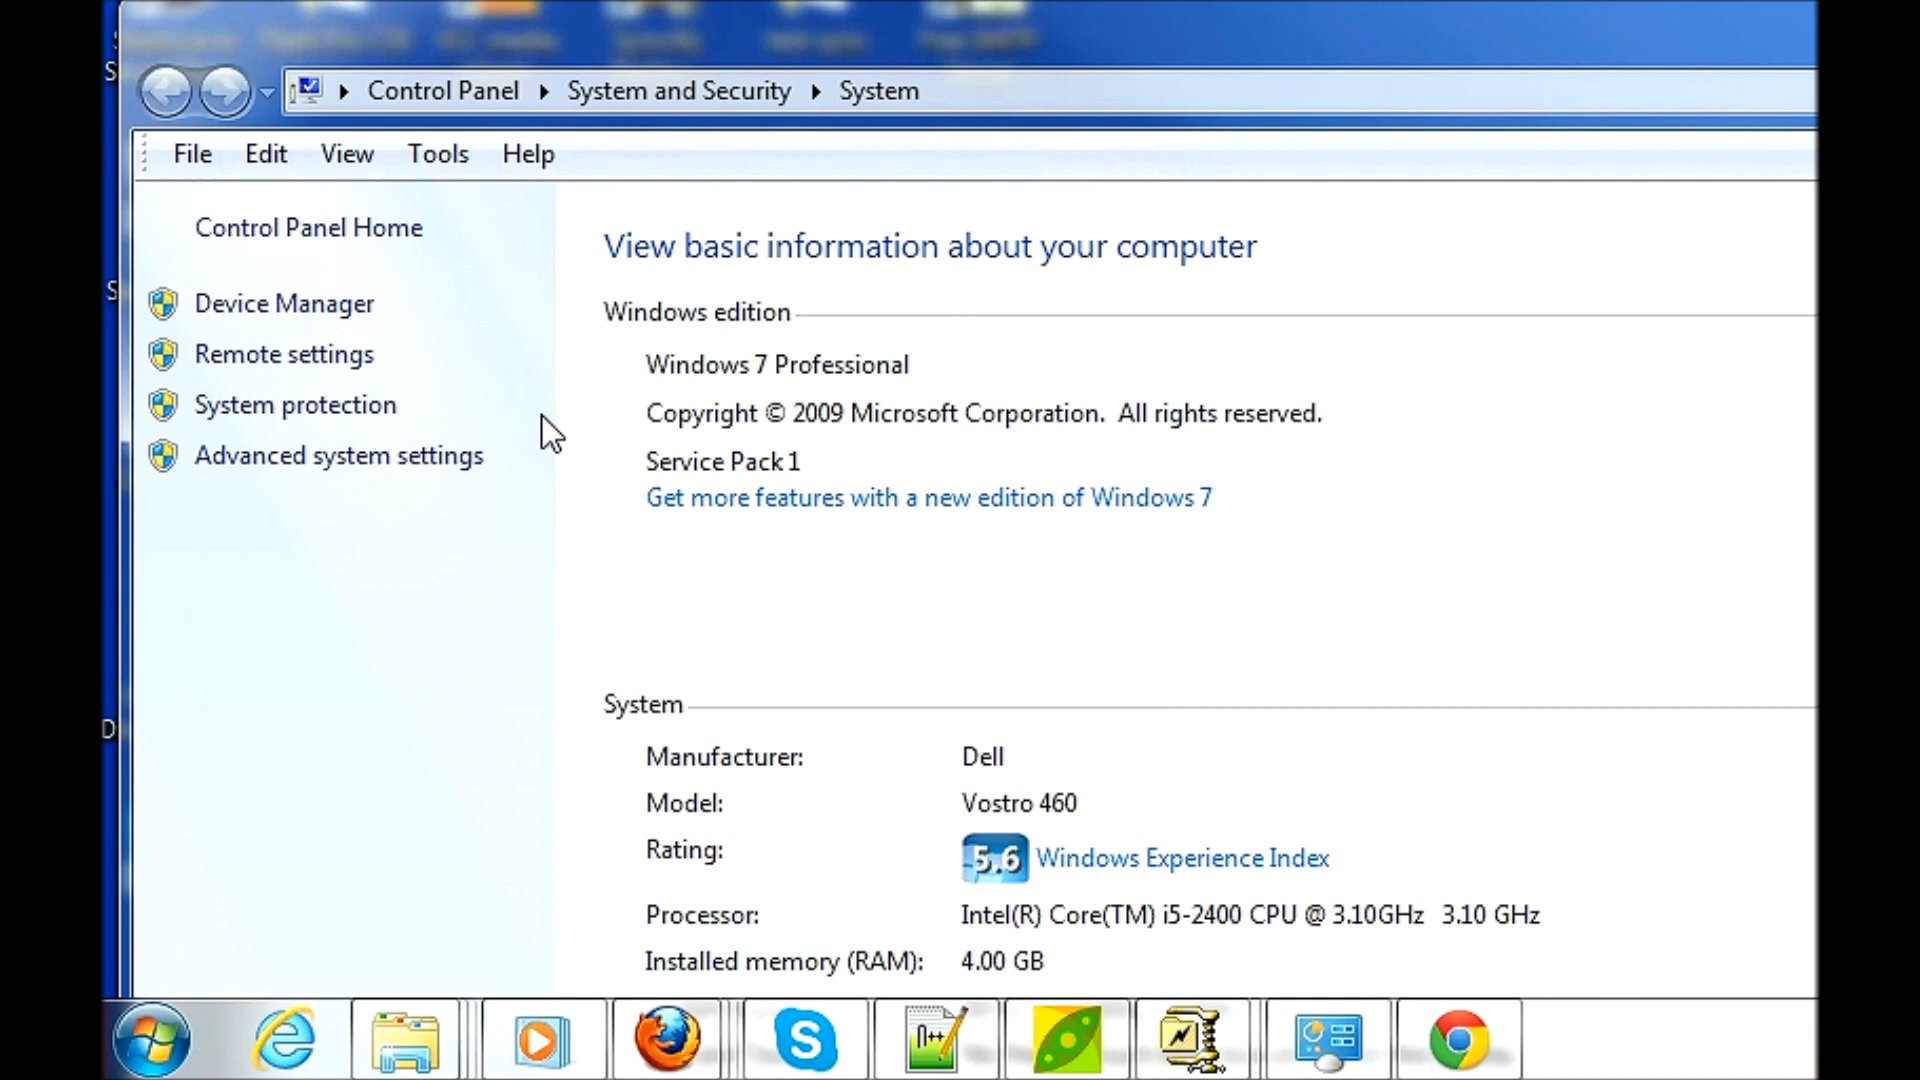 Control Panel System and Security System
File Edit View Tools Help
Control Panel Home
Device Manager
Remote settings
System protection
Advanced system settings
View basic information about your computer
Windows edition
Windows 7 Professional
Copyright © 2009 Microsoft Corporation. All rights reserved.
Service Pack 1
Get more features with a new edition of Windows 7
System
Manufacturer: Dell
Model: Vostro 460
Rating: 5.6 Windows Experience Index
Processor: Intel(R) Core(TM) i5-2400 CPU @ 3.10GHz 3.10 GHz
Installed memory (RAM): 4.00 GB